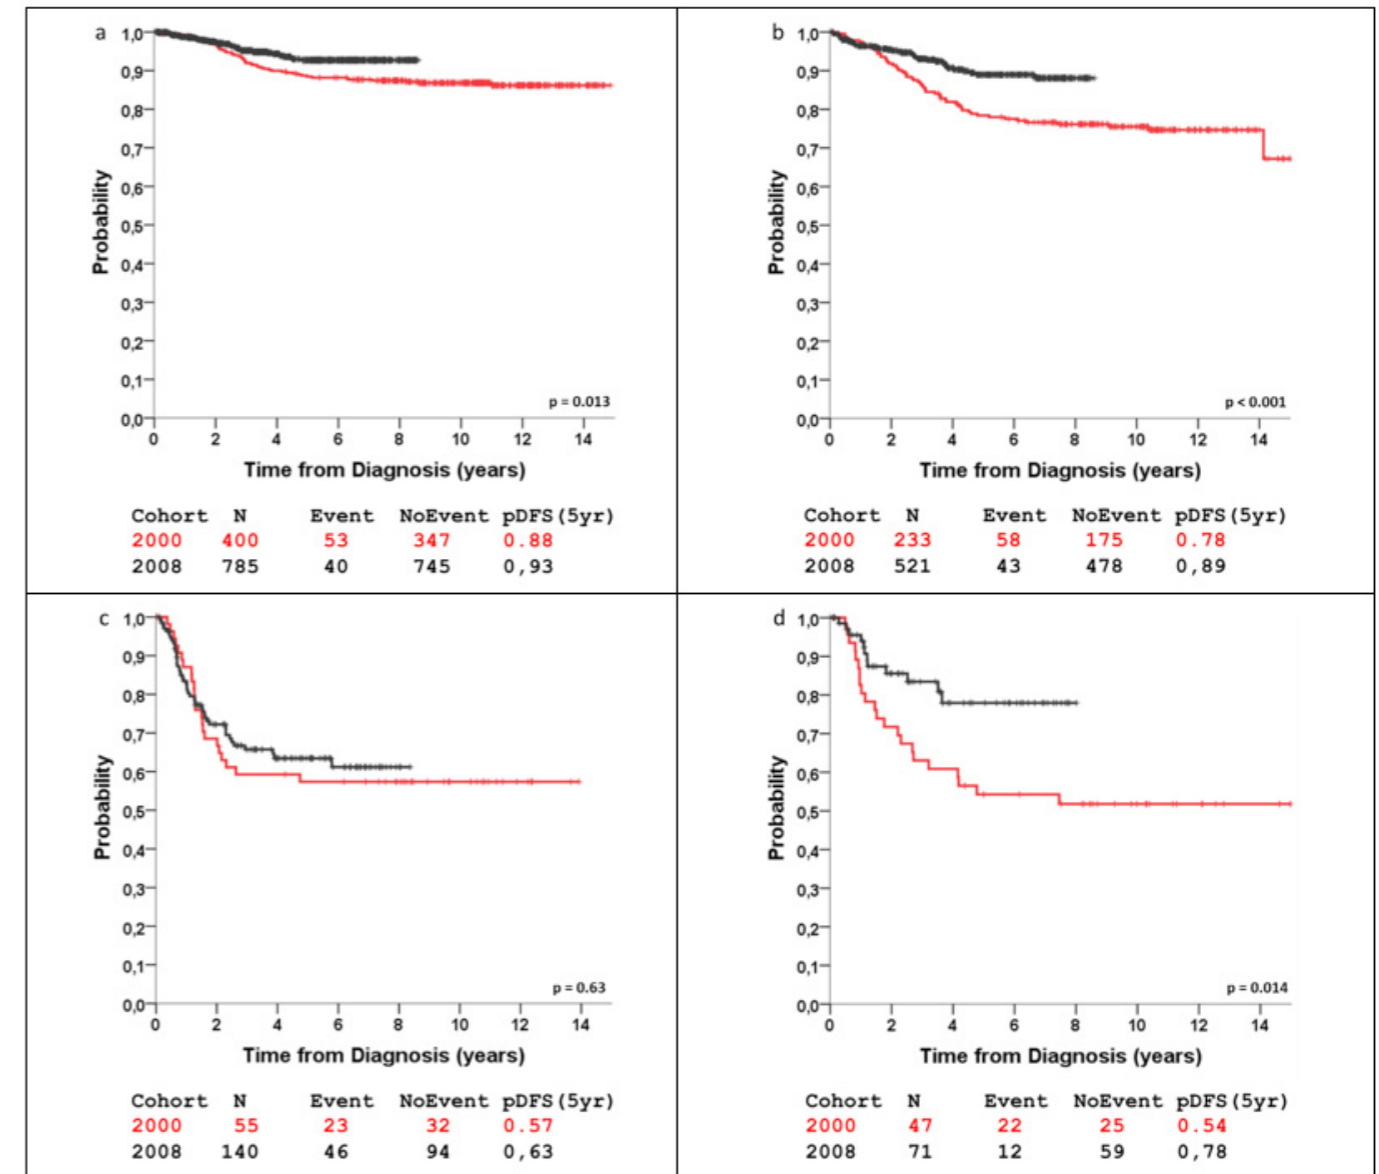 a
1,0
0,9
0,8
0,7
0,6
0,5
0,4
0,3
0,2
0,1
0,0
Probability
p = 0.013
0 2 4 6 8 10 12 14
Time from Diagnosis (years)
Cohort N Event NoEvent pDFS(5yr)
2000 400 53 347 0.88
2008 785 40 745 0,93
b
1,0
0,9
0,8
0,7
0,6
0,5
0,4
0,3
0,2
0,1
0,0
Probability
p < 0.001
0 2 4 6 8 10 12 14
Time from Diagnosis (years)
Cohort N Event NoEvent pDFS(5yr)
2000 233 58 175 0.78
2008 521 43 478 0,89
c
1,0
0,9
0,8
0,7
0,6
0,5
0,4
0,3
0,2
0,1
0,0
Probability
p = 0.63
0 2 4 6 8 10 12 14
Time from Diagnosis (years)
Cohort N Event NoEvent pDFS(5yr)
2000 55 23 32 0.57
2008 140 46 94 0,63
d
1,0
0,9
0,8
0,7
0,6
0,5
0,4
0,3
0,2
0,1
0,0
Probability
p = 0.014
0 2 4 6 8 10 12 14
Time from Diagnosis (years)
Cohort N Event NoEvent pDFS(5yr)
2000 47 22 25 0.54
2008 71 12 59 0,78